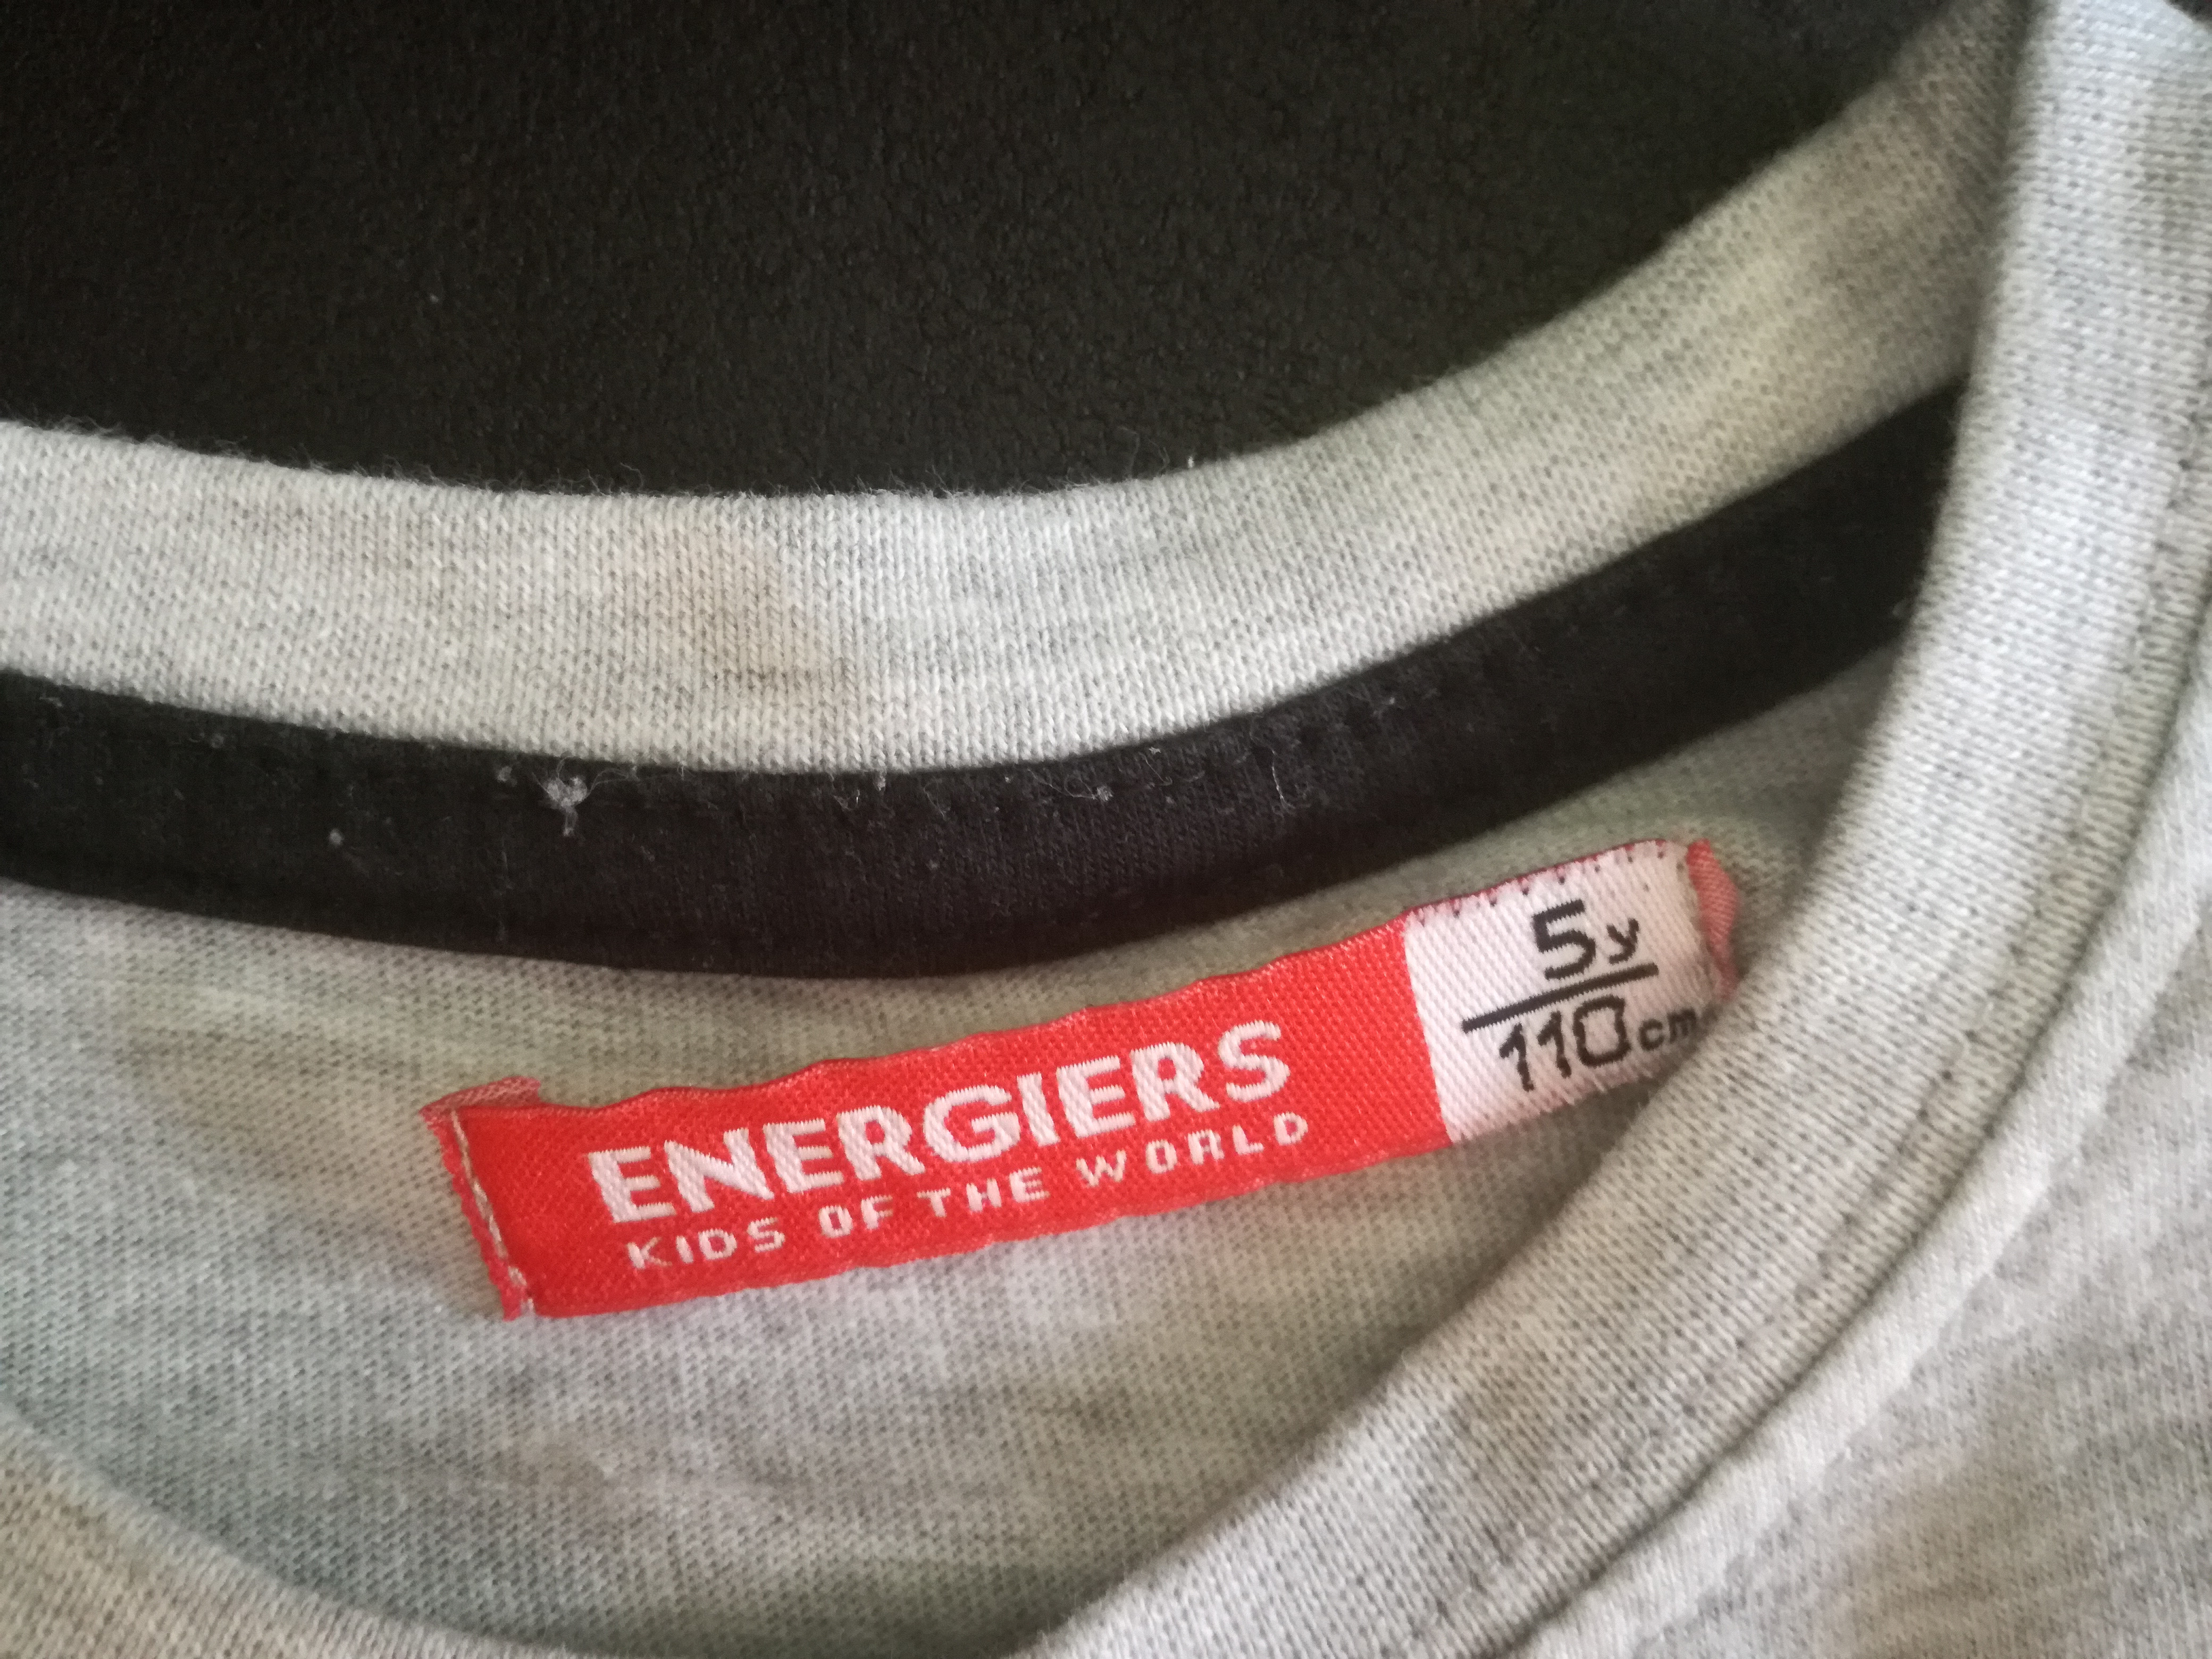 ENERGIERS
KIDS OF THE WORLD
5y
110cm